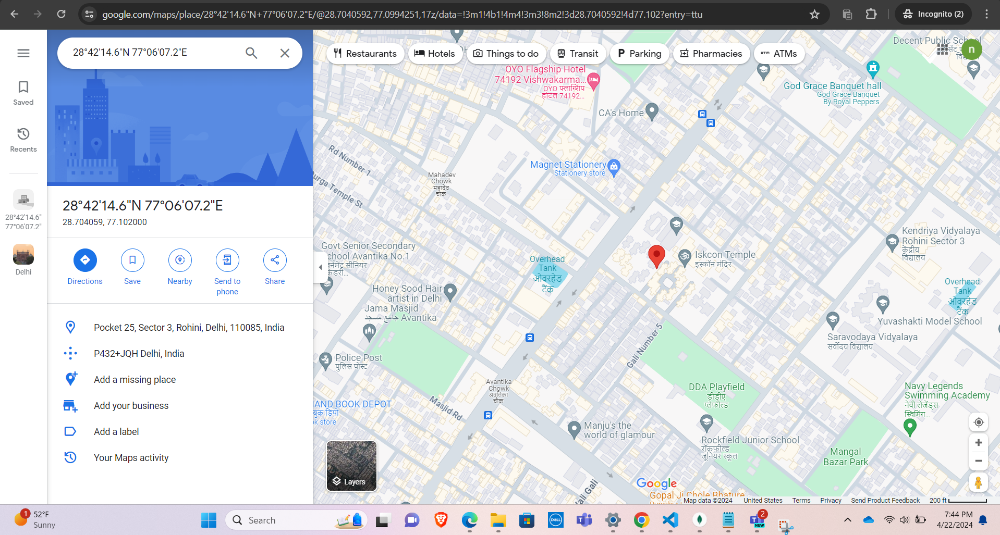 google.com/maps/place/28°42'14.6"N+77°06'07.2"E/@28.7040592,77.0994251,17z/data=!3m1!4b1!4m4!3m3!8m2!3d28.7040592!4d77.102?entry=ttu
Incognito (2)
28°42'14.6"N 77°06'07.2"E
Saved
Recents
28°42'14.6"
77°06'07.2"
Delhi
28°42'14.6"N 77°06'07.2"E
28.704059, 77.102000
Directions
Save
Nearby
Send to
phone
Share
Pocket 25, Sector 3, Rohini, Delhi, 110085, India
P432+JQH Delhi, India
Add a missing place
Add your business
Add a label
Your Maps activity
Restaurants
Hotels
Things to do
Transit
Parking
Pharmacies
ATMs
n
Decent Public School
OYO Flagship Hotel
74192 Vishwakarma...
OYO फ्लाग्शिप
होटल 74192...
God Grace Banquet hall
God Grace Banquet
By Royal Peppers
CA's Home
Rd Number 1
Magnet Stationery
Stationery store
Mahadev
Chowk
महादेव
चौक
urga Temple St
Kendriya Vidyalaya
Rohini Sector 3
केंद्रीय
विद्यालय
Govt Senior Secondary
chool Avantika No.1
वर्नमेंट सीनियर
कंडरी...
Iskcon Temple
इस्कॉन मंदिर
Overhead
Tank
ओवरहेड
टैंक
Overhead
Tank
ओवरहेड
टैंक
Honey Sood Hair
artist in Delhi
Jama Masjid
جامع مسجد Avantika
Yuvashakti Model School
Saravodaya Vidyalaya
सर्वोदय विद्यालय
Gali Number 5
Police Post
पुलिस पोस्ट
Avantika
Chowk
अवंतिका
चौक
DDA Playfield
डीडीए
प्लेफील्ड
Navy Legends
Swimming Academy
नेवी लेजेंड्स
स्विमिंग...
AND BOOK DEPOT
बुक डिपो
ok store
Masjid Rd
Manju's the
world of glamour
Rockfield Junior School
रॉकफील्ड
जूनियर स्कूल
Mangal
Bazar Park
ali Gali
Layers
Google
Gopal Ji Chole Bhature
Map data ©2024 United States Terms Privacy Send Product Feedback 200 ft
1
52°F
Sunny
Search
DELL
NEW
2
7:44 PM
4/22/2024